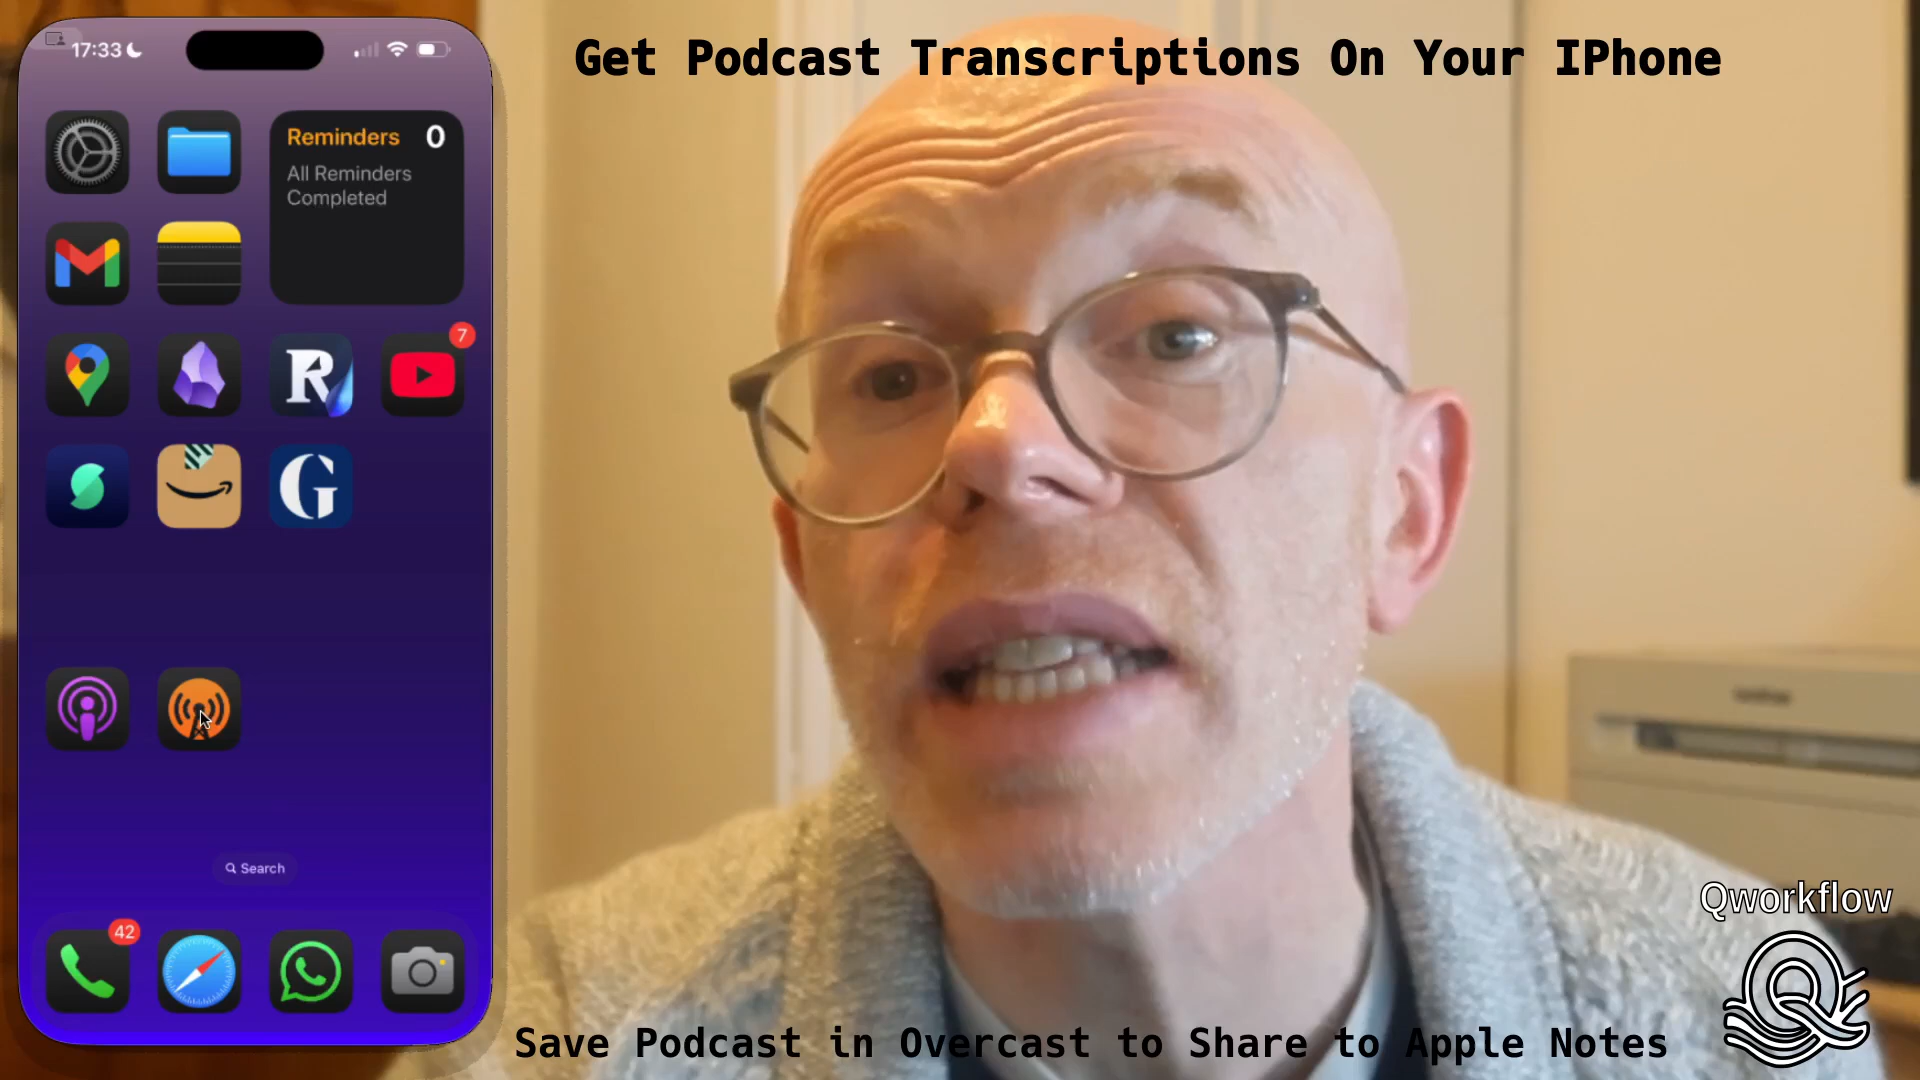 Get Podcast Transcriptions On Your IPhone
17:33
Reminders 0
All Reminders
Completed
7
R
G
Search
42
Qworkflow
Q
Save Podcast in Overcast to Share to Apple Notes